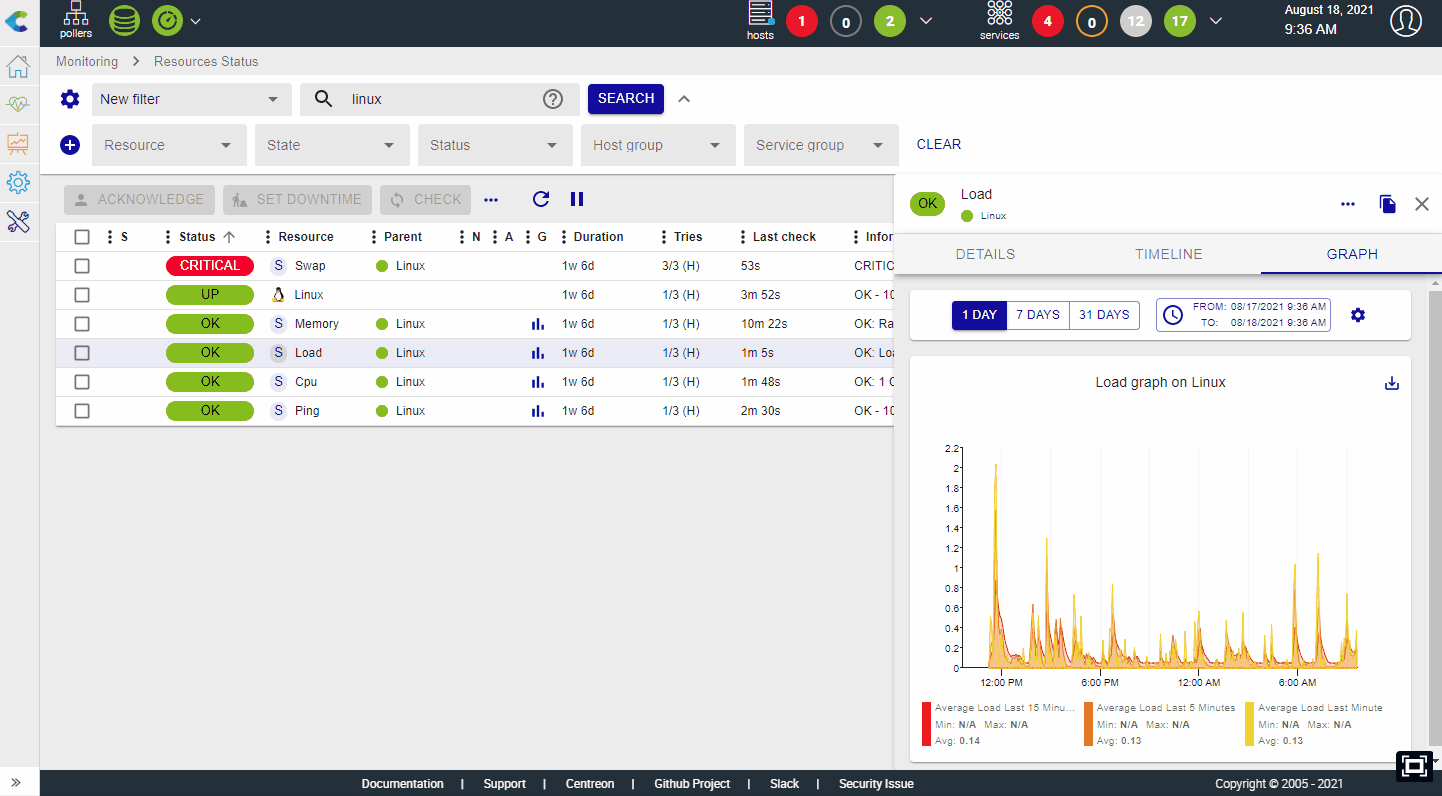 pollers
hosts 1 0 2
services 4 0 12 17
August 18, 2021
9:36 AM
Monitoring Resources Status
New filter linux SEARCH
Resource State Status Host group Service group CLEAR
ACKNOWLEDGE SET DOWNTIME CHECK
S Status Resource Parent N A G Duration Tries Last check Infor
CRITICAL S Swap Linux 1w 6d 3/3 (H) 53s CRITIC
UP Linux 1w 6d 1/3 (H) 3m 52s OK - 10
OK S Memory Linux 1w 6d 1/3 (H) 10m 22s OK: Ra
OK S Load Linux 1w 6d 1/3 (H) 1m 5s OK: Loa
OK S Cpu Linux 1w 6d 1/3 (H) 1m 48s OK: 1 C
OK S Ping Linux 1w 6d 1/3 (H) 2m 30s OK - 10
OK Load
Linux
DETAILS TIMELINE GRAPH
1 DAY 7 DAYS 31 DAYS
FROM: 08/17/2021 9:36 AM
TO: 08/18/2021 9:36 AM
Load graph on Linux
2.2
2
1.8
1.6
1.4
1.2
1
0.8
0.6
0.4
0.2
0
12:00 PM 6:00 PM 12:00 AM 6:00 AM
Average Load Last 15 Minu... Average Load Last 5 Minutes Average Load Last Minute
Min: N/A Max: N/A Min: N/A Max: N/A Min: N/A Max: N/A
Avg: 0.14 Avg: 0.13 Avg: 0.13
Documentation | Support | Centreon | Github Project | Slack | Security Issue
Copyright © 2005 - 2021